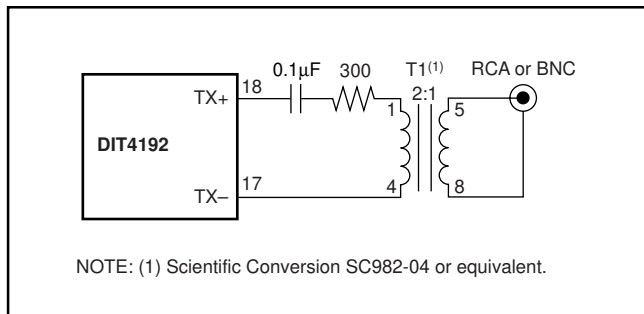 0.1µF 300 T1(1) RCA or BNC
2:1
TX+ 18
1 5
DIT4192
TX– 17
4 8
NOTE: (1) Scientific Conversion SC982-04 or equivalent.